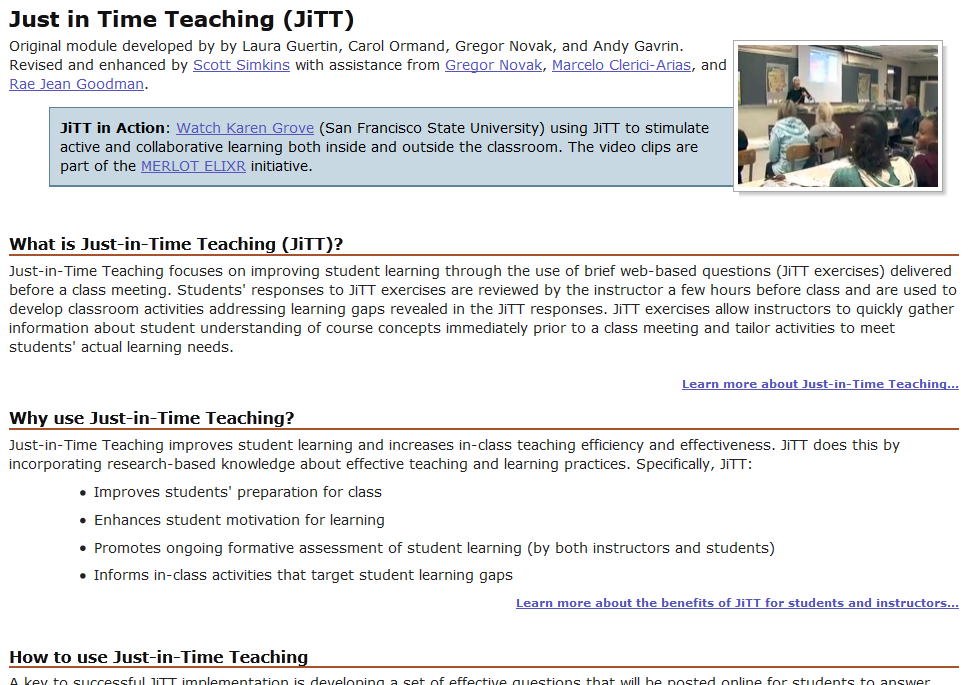 Just in Time Teaching (JiTT)
Original module developed by by Laura Guertin, Carol Ormand, Gregor Novak, and Andy Gavrin.
Revised and enhanced by Scott Simkins with assistance from Gregor Novak, Marcelo Clerici-Arias, and
Rae Jean Goodman.
JiTT in Action: Watch Karen Grove (San Francisco State University) using JiTT to stimulate
active and collaborative learning both inside and outside the classroom. The video clips are
part of the MERLOT ELIXR initiative.
What is Just-in-Time Teaching (JiTT)?
Just-in-Time Teaching focuses on improving student learning through the use of brief web-based questions (JiTT exercises) delivered
before a class meeting. Students' responses to JiTT exercises are reviewed by the instructor a few hours before class and are used to
develop classroom activities addressing learning gaps revealed in the JiTT responses. JiTT exercises allow instructors to quickly gather
information about student understanding of course concepts immediately prior to a class meeting and tailor activities to meet
students' actual learning needs.
Learn more about Just-in-Time Teaching...
Why use Just-in-Time Teaching?
Just-in-Time Teaching improves student learning and increases in-class teaching efficiency and effectiveness. JiTT does this by
incorporating research-based knowledge about effective teaching and learning practices. Specifically, JiTT:
• Improves students' preparation for class
• Enhances student motivation for learning
• Promotes ongoing formative assessment of student learning (by both instructors and students)
• Informs in-class activities that target student learning gaps
Learn more about the benefits of JiTT for students and instructors...
How to use Just-in-Time Teaching
A key to successful JiTT implementation is developing a set of effective questions that will be posted online for students to answer